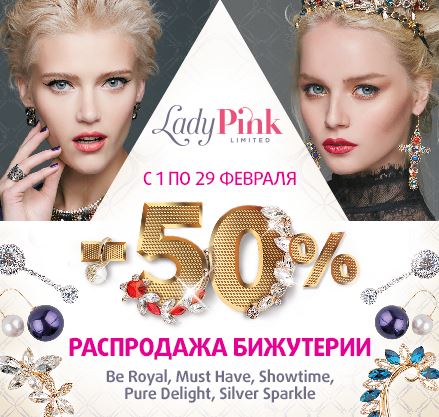 Lady Pink
LIMITED
С 1 ПО 29 ФЕВРАЛЯ
-50%
РАСПРОДАЖА БИЖУТЕРИИ
Be Royal, Must Have, Showtime,
Pure Delight, Silver Sparkle